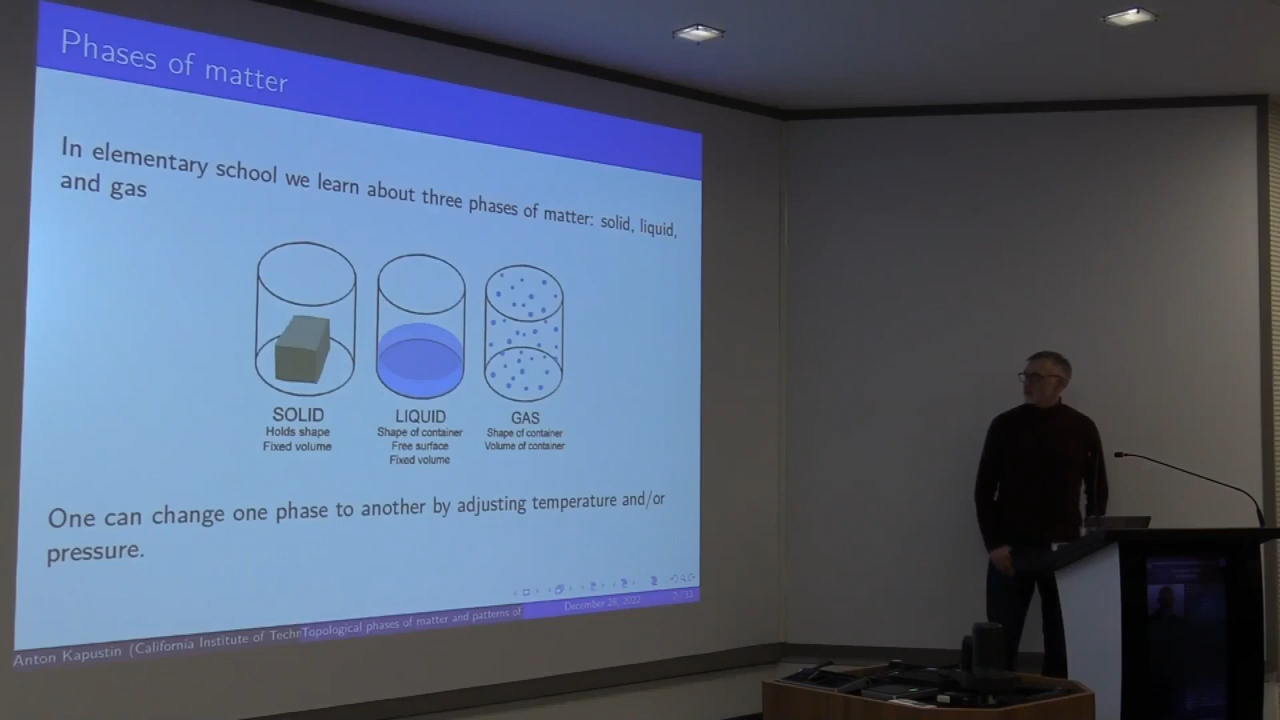 Phases of matter
In elementary school we learn about three phases of matter: solid, liquid,
and gas
SOLID
Holds shape
Fixed volume
LIQUID
Shape of container
Free surface
Fixed volume
GAS
Shape of container
Volume of container
One can change one phase to another by adjusting temperature and/or
pressure.
Anton Kapustin (California Institute of Techn
Topological phases of matter and patterns of
December 28, 2022